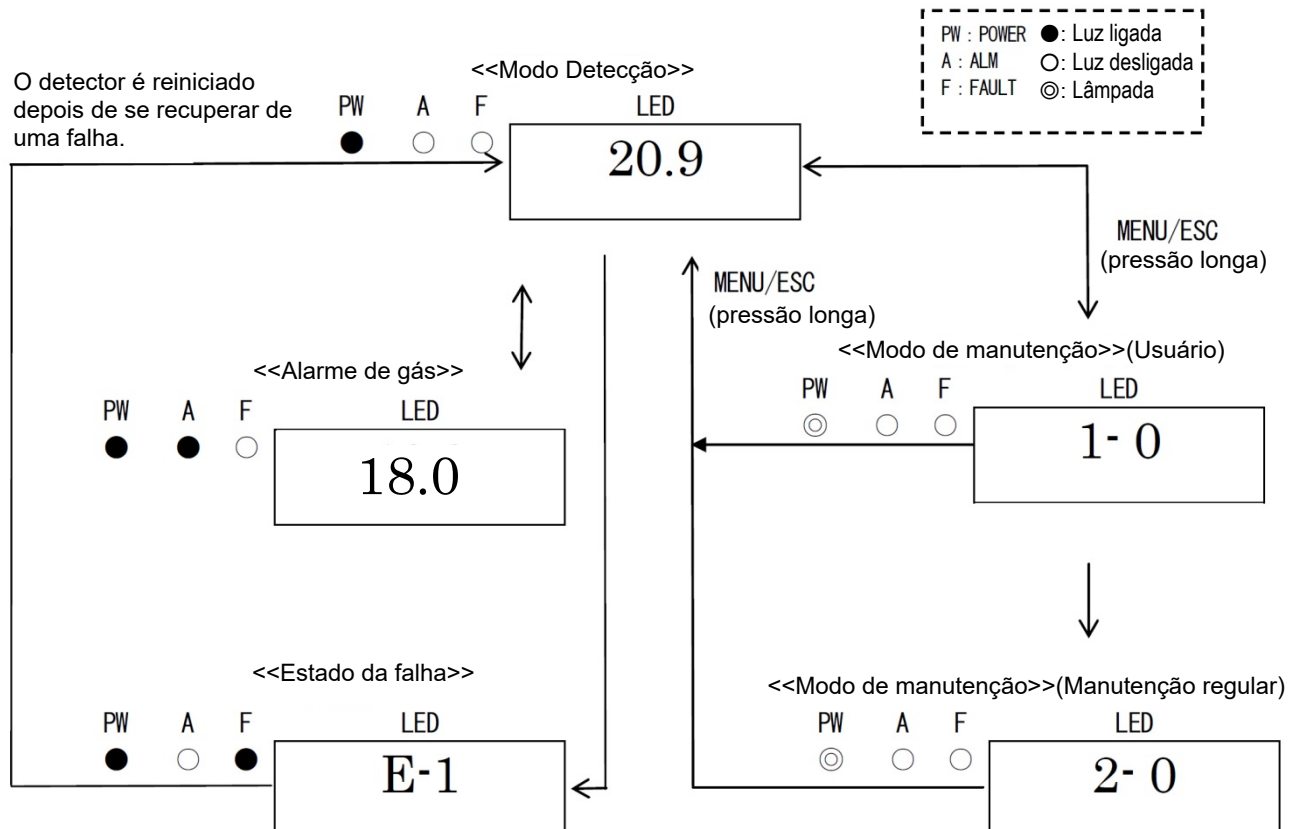 PW : POWER ●: Luz ligada
A : ALM ○: Luz desligada
F : FAULT ◎: Lâmpada
O detector é reiniciado
depois de se recuperar de
uma falha.
<<Modo Detecção>>
PW A F LED
● ○ ○
20.9
MENU/ESC
(pressão longa)
MENU/ESC
(pressão longa)
<<Alarme de gás>>
PW A F LED
● ● ○
18.0
<<Modo de manutenção>>(Usuário)
PW A F LED
◎ ○ ○
1- 0
<<Estado da falha>>
PW A F LED
● ○ ●
E-1
<<Modo de manutenção>>(Manutenção regular)
PW A F LED
◎ ○ ○
2- 0